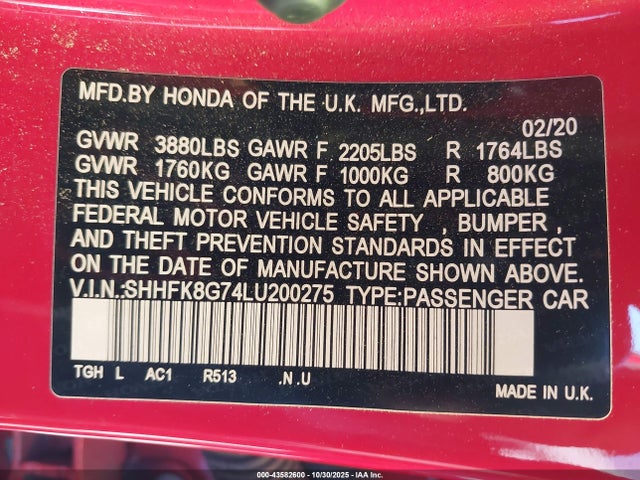 MFD.BY HONDA OF THE U.K. MFG.,LTD.
02/20
GVWR 3880LBS GAWR F 2205LBS R 1764LBS
GVWR 1760KG GAWR F 1000KG R 800KG
THIS VEHICLE CONFORMS TO ALL APPLICABLE
FEDERAL MOTOR VEHICLE SAFETY , BUMPER ,
AND THEFT PREVENTION STANDARDS IN EFFECT
ON THE DATE OF MANUFACTURE SHOWN ABOVE.
V.I.N.:SHHFK8G74LU200275 TYPE:PASSENGER CAR
TGH L AC1 R513 .N.U
MADE IN U.K.
000-43582600 - 10/30/2025 - IAA Inc.